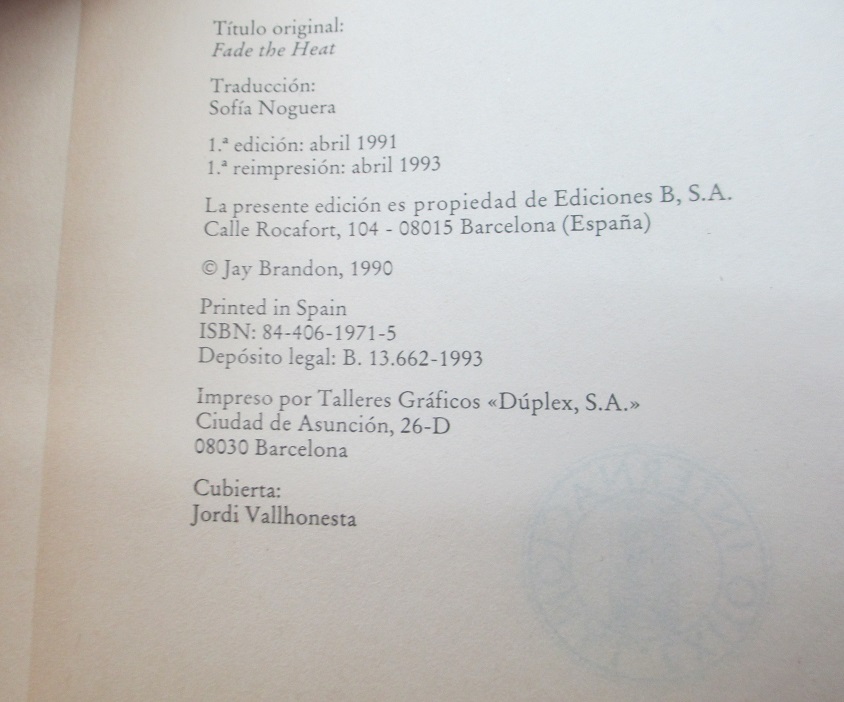 Título original:
Fade the Heat
Traducción:
Sofía Noguera
1.ª edición: abril 1991
1.ª reimpresión: abril 1993
La presente edición es propiedad de Ediciones B, S.A.
Calle Rocafort, 104 - 08015 Barcelona (España)
© Jay Brandon, 1990
Printed in Spain
ISBN: 84-406-1971-5
Depósito legal: B. 13.662-1993
Impreso por Talleres Gráficos «Dúplex, S.A.»
Ciudad de Asunción, 26-D
08030 Barcelona
Cubierta:
Jordi Vallhonesta